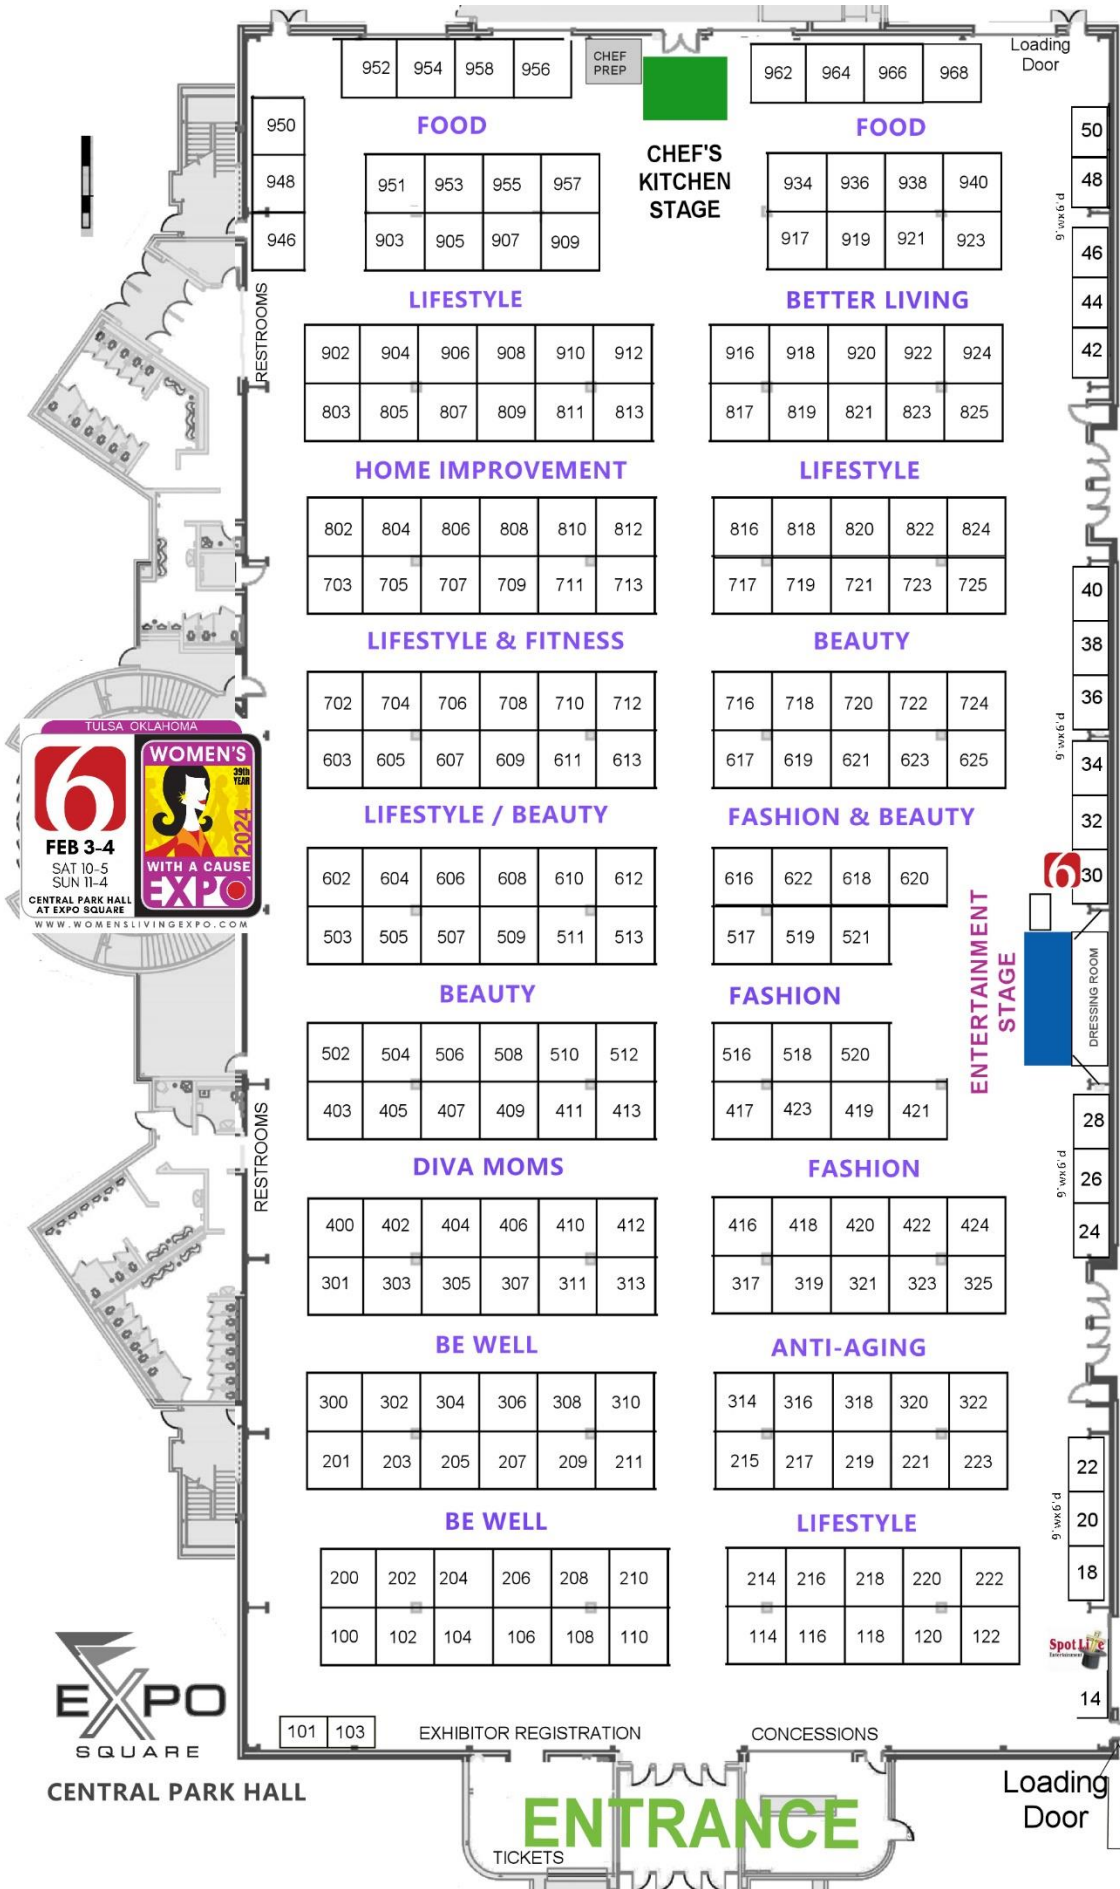 Loading
Door
952 954 958 956
CHEF
PREP
962 964 966 968
950
FOOD
FOOD
50
CHEF'S
KITCHEN
STAGE
948
951 953 955 957
934 936 938 940
48
946
903 905 907 909
917 919 921 923
p.9xw.6
46
LIFESTYLE
BETTER LIVING
44
RESTROOMS
902 904 906 908 910 912
916 918 920 922 924
42
803 805 807 809 811 813
817 819 821 823 825
HOME IMPROVEMENT
LIFESTYLE
802 804 806 808 810 812
816 818 820 822 824
703 705 707 709 711 713
717 719 721 723 725
40
LIFESTYLE & FITNESS
BEAUTY
38
702 704 706 708 710 712
716 718 720 722 724
36
603 605 607 609 611 613
617 619 621 623 625
p.9xw.6
34
TULSA OKLAHOMA
6
FEB 3-4
SAT 10-5
SUN 11-4
CENTRAL PARK HALL
AT EXPO SQUARE
WOMEN'S
39th
YEAR
2024
WITH A CAUSE
EXPO
WWW.WOMENSLIVINGEXPO.COM
LIFESTYLE / BEAUTY
FASHION & BEAUTY
32
602 604 606 608 610 612
616 622 618 620
6
30
503 505 507 509 511 513
517 519 521
ENTERTAINMENT
STAGE
DRESSING ROOM
BEAUTY
FASHION
502 504 506 508 510 512
516 518 520
403 405 407 409 411 413
417 423 419 421
28
RESTROOMS
DIVA MOMS
FASHION
p.9xw.6
26
400 402 404 406 410 412
416 418 420 422 424
24
301 303 305 307 311 313
317 319 321 323 325
BE WELL
ANTI-AGING
300 302 304 306 308 310
314 316 318 320 322
201 203 205 207 209 211
215 217 219 221 223
22
BE WELL
LIFESTYLE
p.9xw.6
20
200 202 204 206 208 210
214 216 218 220 222
18
100 102 104 106 108 110
114 116 118 120 122
Spot Li e
Entertainment
14
EXPO
SQUARE
CENTRAL PARK HALL
101 103
EXHIBITOR REGISTRATION
CONCESSIONS
ENTRANCE
TICKETS
Loading
Door